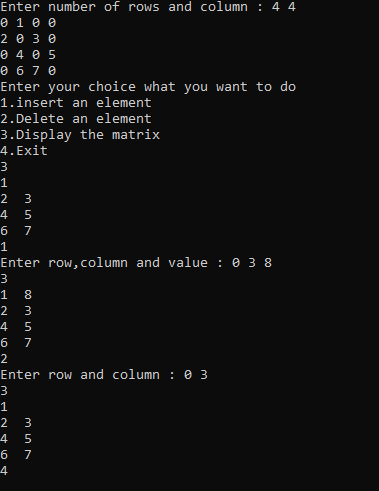 Enter number of rows and column : 4 4
0 1 0 0
2 0 3 0
0 4 0 5
0 6 7 0
Enter your choice what you want to do
1.insert an element
2.Delete an element
3.Display the matrix
4.Exit
3
1
2  3
4  5
6  7
1
Enter row,column and value : 0 3 8
3
1  8
2  3
4  5
6  7
2
Enter row and column : 0 3
3
1
2  3
4  5
6  7
4